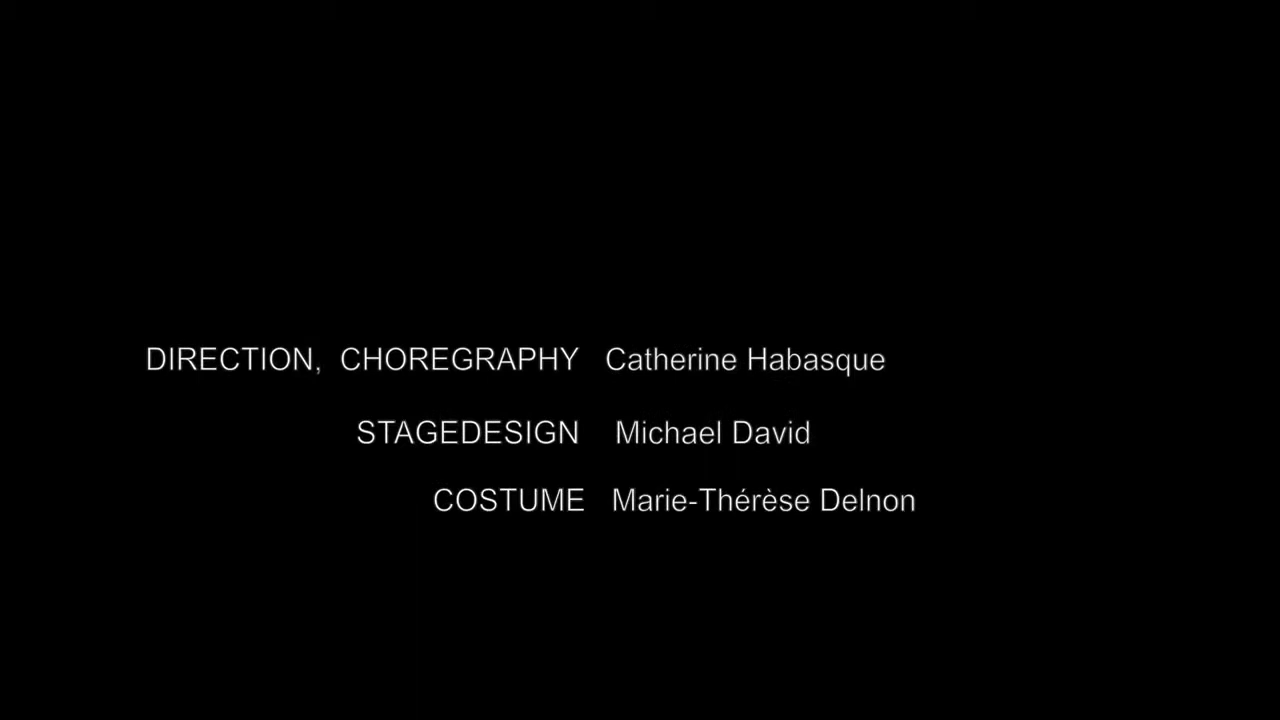 DIRECTION, CHOREGRAPHY Catherine Habasque
STAGEDESIGN Michael David
COSTUME Marie-Thérèse Delnon